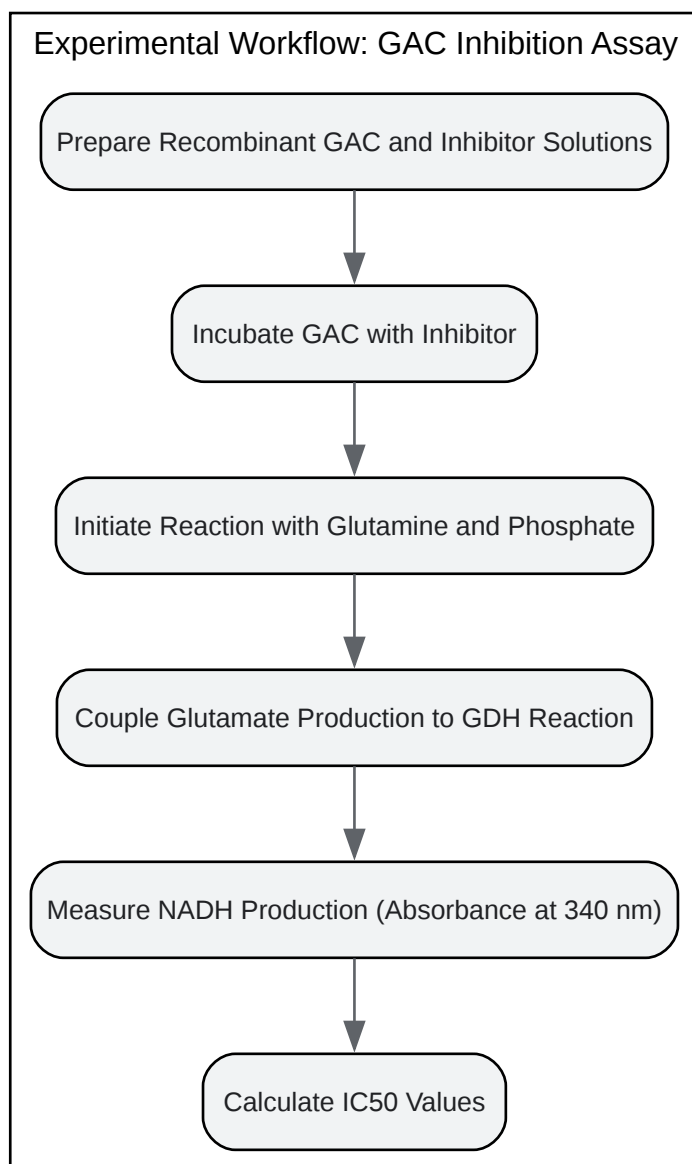 Experimental Workflow: GAC Inhibition Assay
Prepare Recombinant GAC and Inhibitor Solutions
Incubate GAC with Inhibitor
Initiate Reaction with Glutamine and Phosphate
Couple Glutamate Production to GDH Reaction
Measure NADH Production (Absorbance at 340 nm)
Calculate IC50 Values